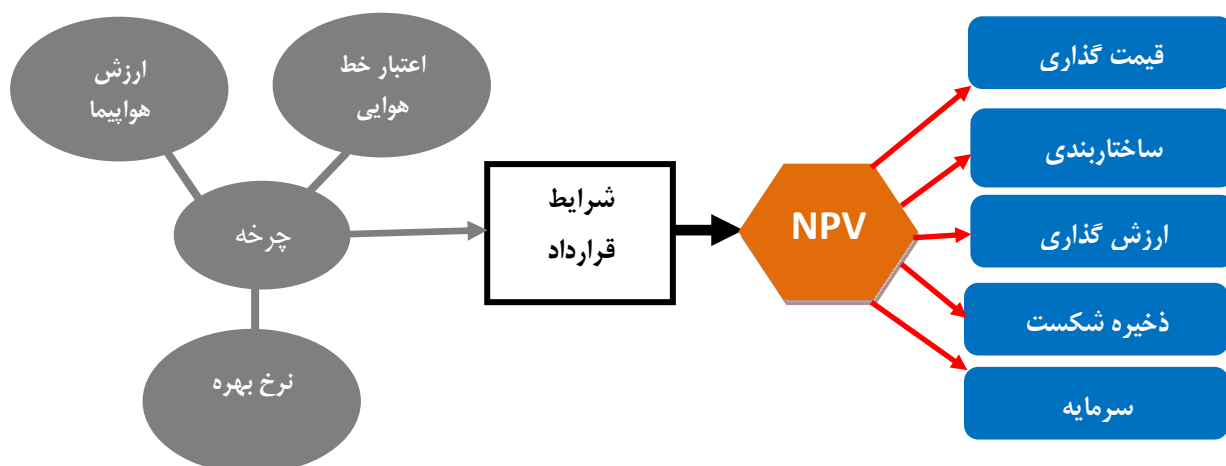 ارزش
هواپیما
اعتبار خط
هوایی
چرخه
نرخ بهره
شرایط
قرارداد
NPV
قیمت گذاری
ساختاربندی
ارزش گذاری
ذخیره شکست
سرمایه